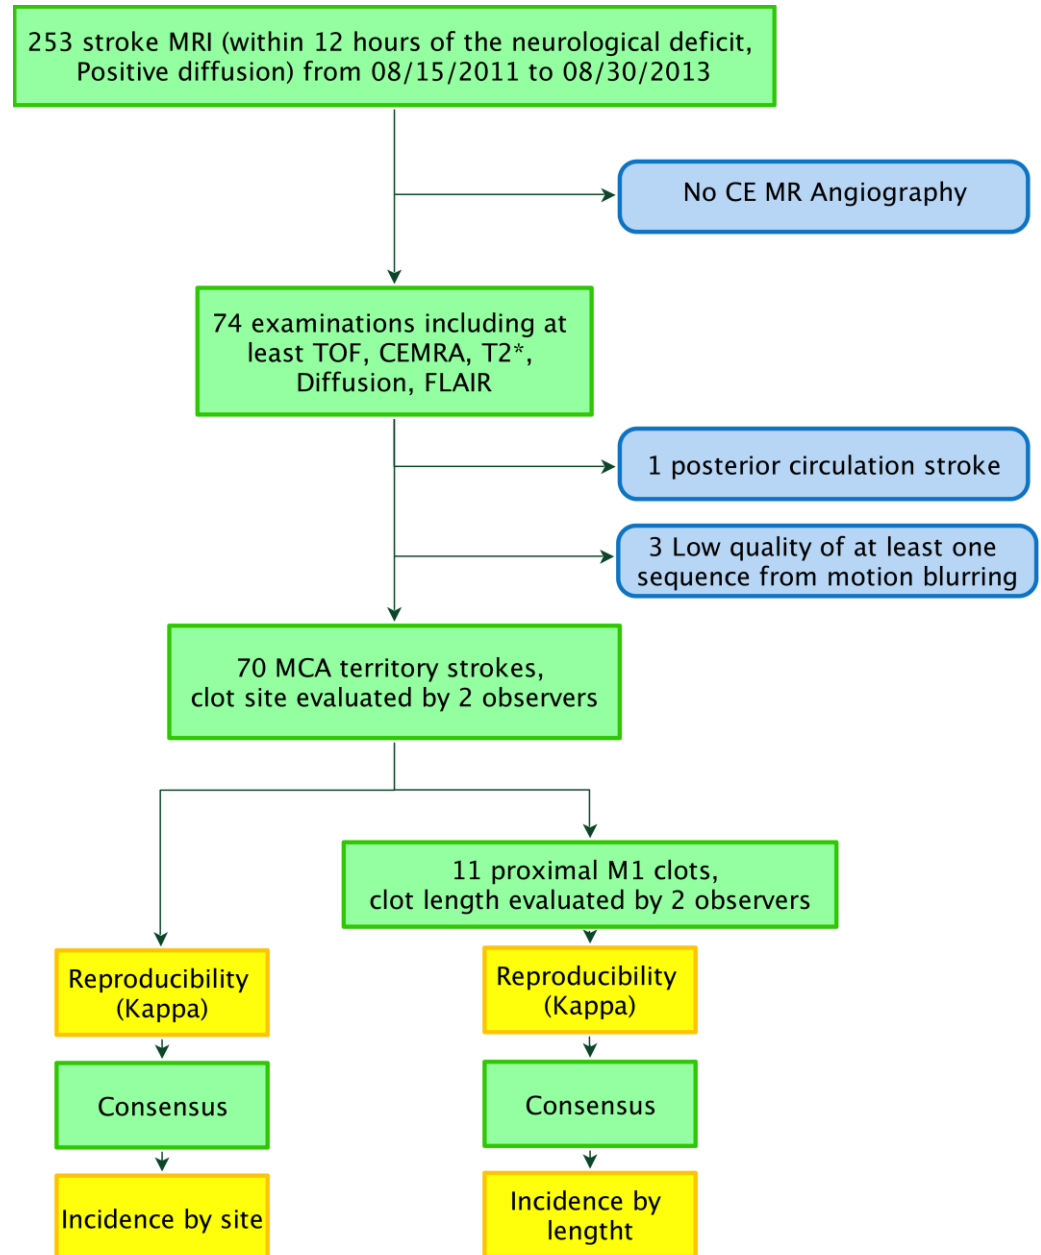 253 stroke MRI (within 12 hours of the neurological deficit,
Positive diffusion) from 08/15/2011 to 08/30/2013
No CE MR Angiography
74 examinations including at
least TOF, CEMRA, T2*,
Diffusion, FLAIR
1 posterior circulation stroke
3 Low quality of at least one
sequence from motion blurring
70 MCA territory strokes,
clot site evaluated by 2 observers
11 proximal M1 clots,
clot length evaluated by 2 observers
Reproducibility
(Kappa)
Consensus
Incidence by site
Reproducibility
(Kappa)
Consensus
Incidence by
lengtht